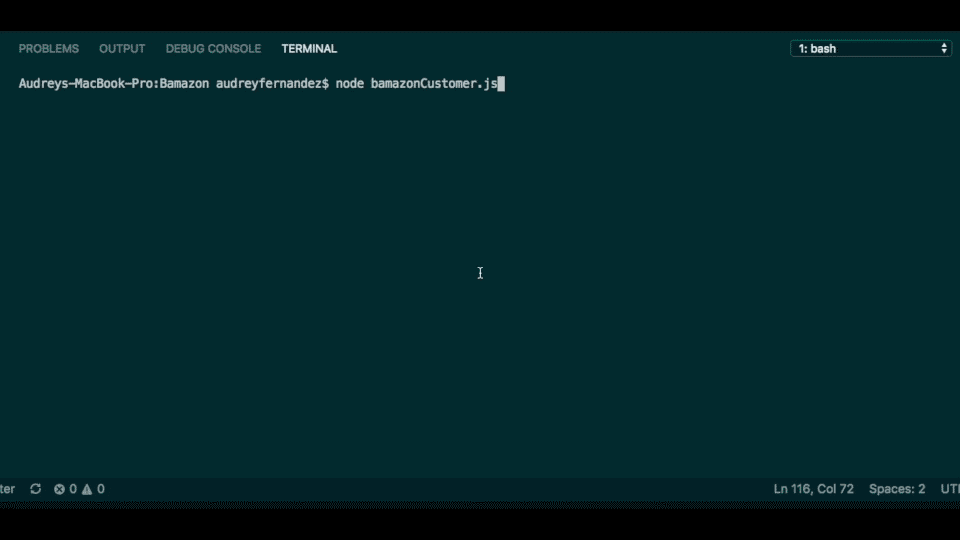 PROBLEMS OUTPUT DEBUG CONSOLE TERMINAL 1: bash
Audreys-MacBook-Pro:Bamazon audreyfernandez$ node bamazonCustomer.js
ter 0 0 Ln 116, Col 72 Spaces: 2 UT